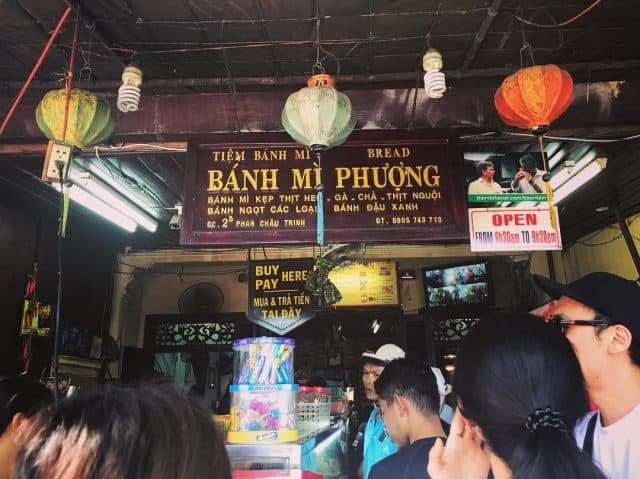 TIỆM BÁNH MÌ BREAD
BÁNH MÌ PHƯỢNG
BÁNH MÌ KẸP THỊT HEO - GÀ - CHẢ - THỊT NGUỘI
BÁNH NGỌT CÁC LOẠI BÁNH ĐẬU XANH
ĐC. 2B PHAN CHÂU TRINH ĐT. 0905 743 773
OPEN
FROM 6h30am TO 9h30pm
BUY HERE
PAY
MUA & TRẢ TIỀN
TẠI ĐÂY